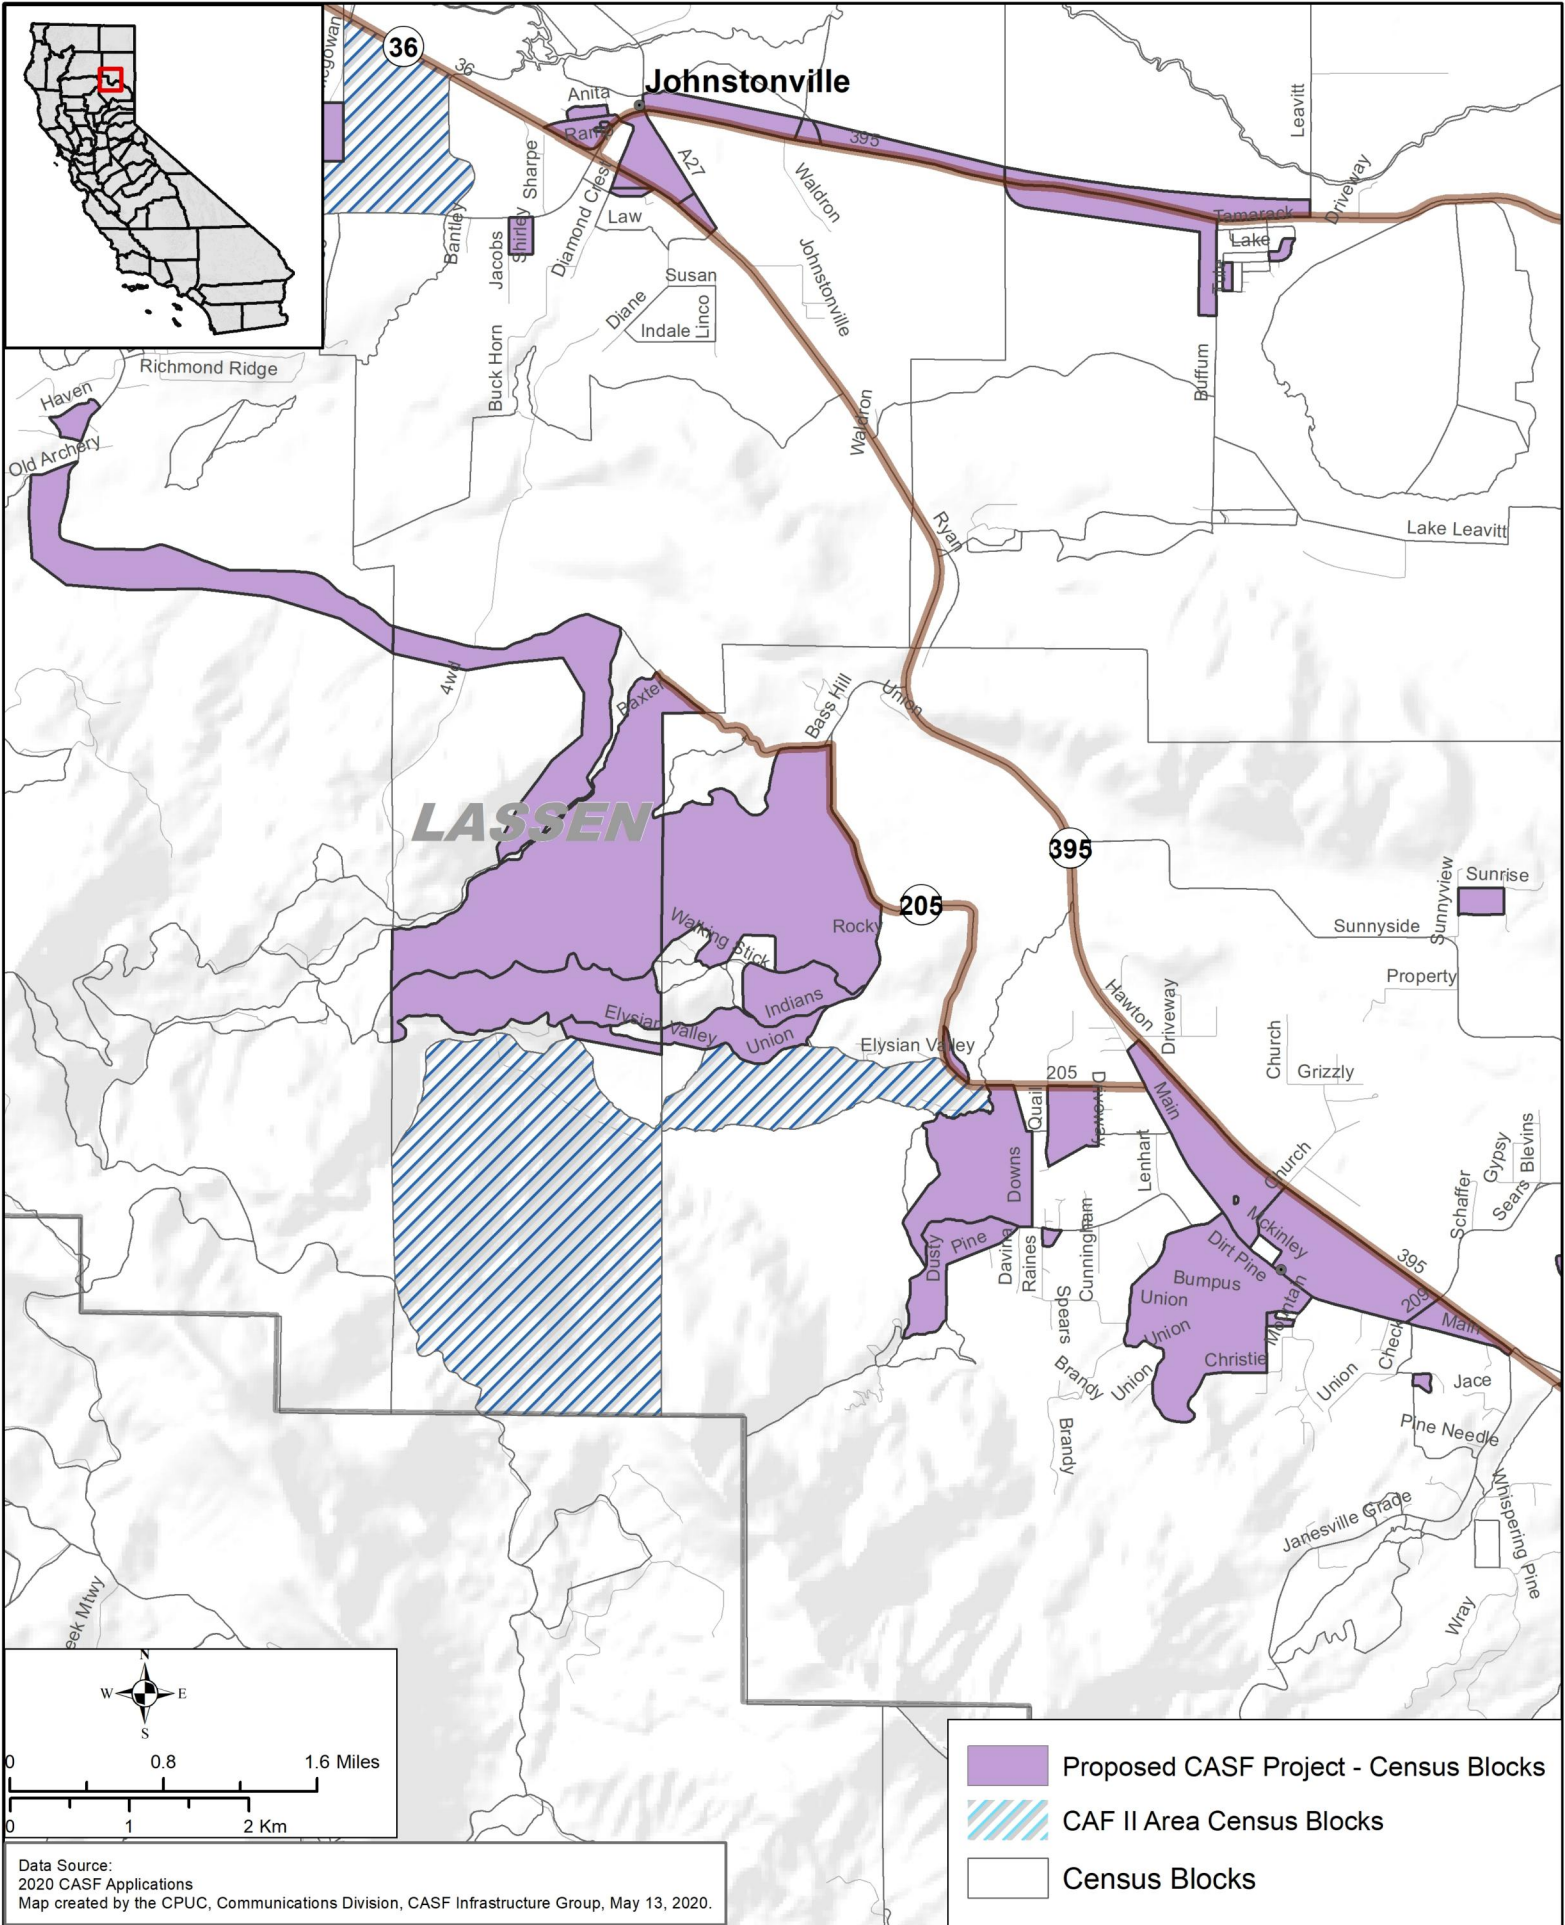 36
36
Johnstonville
Anita
395
A27
Leavitt
Driveway
Sharpe
Waldron
Law
Tamarack
Lake
Bantley
Jacobs
Shirley
Diamond Crest
Susan
Johnstonville
Diane
Linco
Indale
Buck Horn
Buffum
Richmond Ridge
Haven
Waldron
Old Archery
Ryan
Lake Leavitt
4wd
Baxter
Bass Hill
Union
LASSEN
395
205
Sunrise
Sunnyview
Sunnyside
Rocky
Walking Stick
Property
Indians
Hawton
Driveway
Elysian Valley
Union
Elysian Valley
Church
Grizzly
205
Quail
Driveway
Main
Lenhart
Downs
Church
Gypsy
Blevins
Sears
Schaffer
Cunningham
Mckinley
Dirt Pine
Pine
Dusty
Davina
Raines
395
Bumpus
Union
Mountain
209
Spears
Union
Main
Check
Christie
Brandy
Union
Union
Jace
Pine Needle
Brandy
Whispering Pine
Janesville Grade
Wray
eek Mtwy
N
W
E
S
0
0.8
1.6 Miles
0
1
2 Km
Proposed CASF Project - Census Blocks
CAF II Area Census Blocks
Census Blocks
Data Source:
2020 CASF Applications
Map created by the CPUC, Communications Division, CASF Infrastructure Group, May 13, 2020.